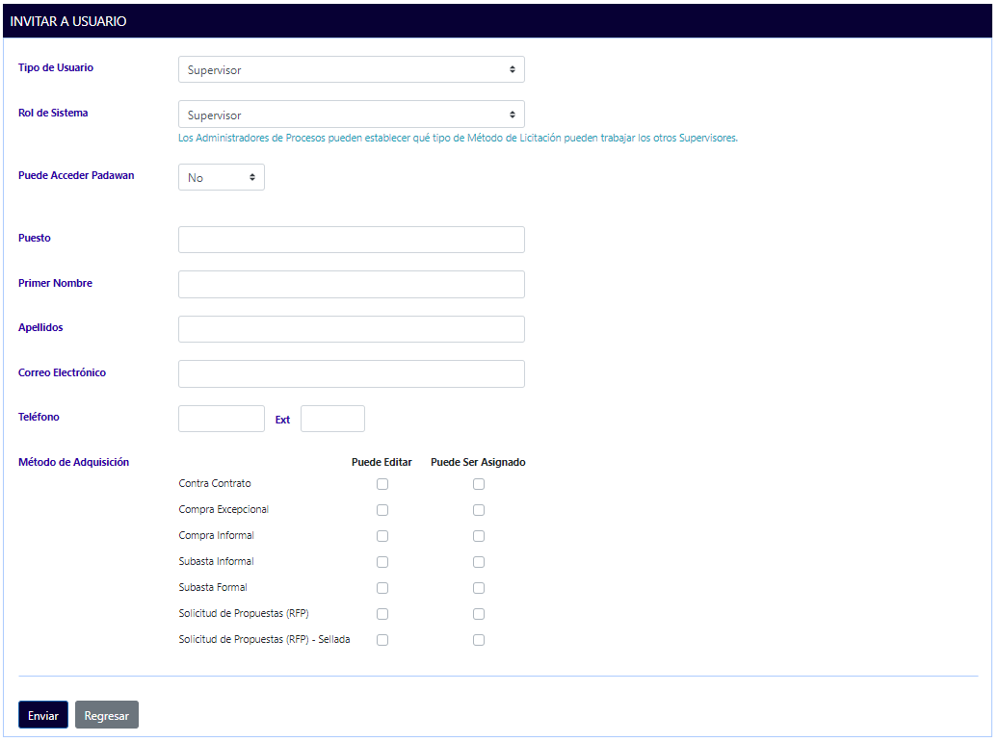 INVITAR A USUARIO
Tipo de Usuario Supervisor
Rol de Sistema Supervisor
Los Administradores de Procesos pueden establecer qué tipo de Método de Licitación pueden trabajar los otros Supervisores.
Puede Acceder Padawan No
Puesto
Primer Nombre
Apellidos
Correo Electrónico
Teléfono Ext
Método de Adquisición Puede Editar Puede Ser Asignado
Contra Contrato
Compra Excepcional
Compra Informal
Subasta Informal
Subasta Formal
Solicitud de Propuestas (RFP)
Solicitud de Propuestas (RFP) - Sellada
Enviar Regresar